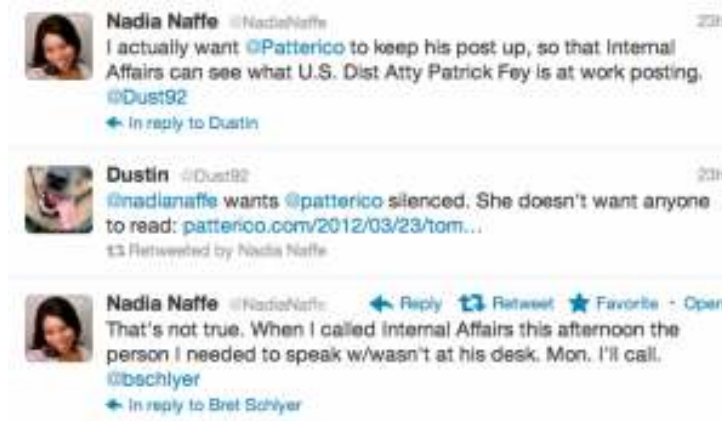 Nadia Naffe @NadiaNaffe 23h
I actually want @Patterico to keep his post up, so that Internal
Affairs can see what U.S. Dist Atty Patrick Fey is at work posting.
@Dust92
In reply to Dustin
Dustin @Dust92 23h
@nadianaffe wants @patterico silenced. She doesn't want anyone
to read: patterico.com/2012/03/23/tom...
Retweeted by Nadia Naffe
Nadia Naffe @NadiaNaffe Reply Retweet Favorite · Open
That's not true. When I called Internal Affairs this afternoon the
person I needed to speak w/wasn't at his desk. Mon. I'll call.
@bschlyer
In reply to Bret Schlyer